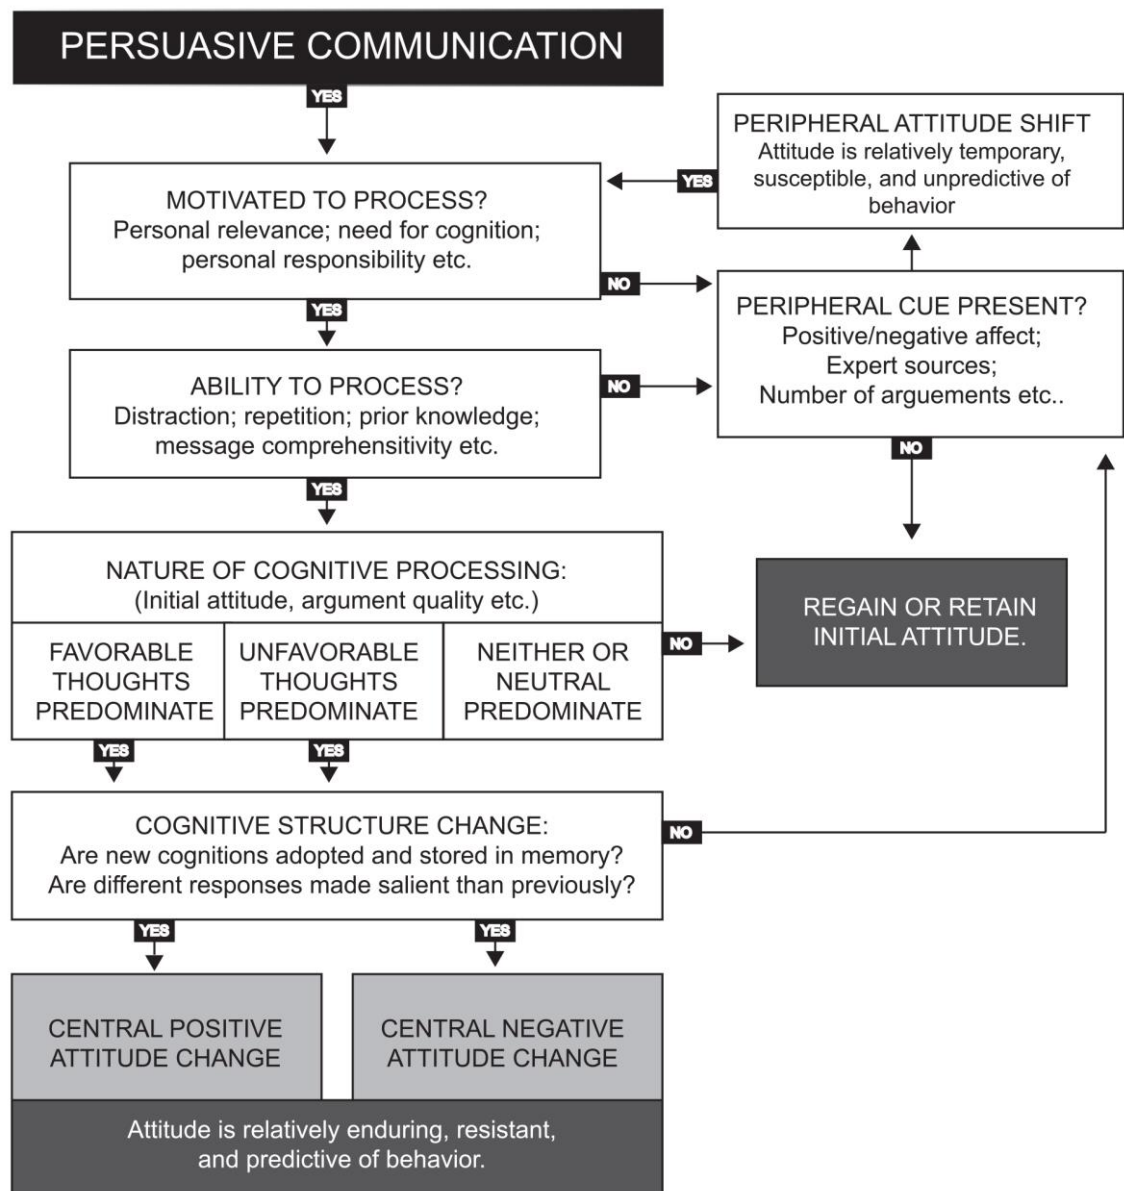 PERSUASIVE COMMUNICATION
YES
MOTIVATED TO PROCESS?
Personal relevance; need for cognition;
personal responsibility etc.
YES
NO
PERIPHERAL ATTITUDE SHIFT
Attitude is relatively temporary,
susceptible, and unpredictive of
behavior
YES
PERIPHERAL CUE PRESENT?
Positive/negative affect;
Expert sources;
Number of arguements etc..
NO
ABILITY TO PROCESS?
Distraction; repetition; prior knowledge;
message comprehensitivity etc.
NO
YES
NATURE OF COGNITIVE PROCESSING:
(Initial attitude, argument quality etc.)
FAVORABLE
THOUGHTS
PREDOMINATE
UNFAVORABLE
THOUGHTS
PREDOMINATE
NEITHER OR
NEUTRAL
PREDOMINATE
NO
REGAIN OR RETAIN
INITIAL ATTITUDE.
YES
YES
COGNITIVE STRUCTURE CHANGE:
Are new cognitions adopted and stored in memory?
Are different responses made salient than previously?
NO
YES
YES
CENTRAL POSITIVE
ATTITUDE CHANGE
CENTRAL NEGATIVE
ATTITUDE CHANGE
Attitude is relatively enduring, resistant,
and predictive of behavior.